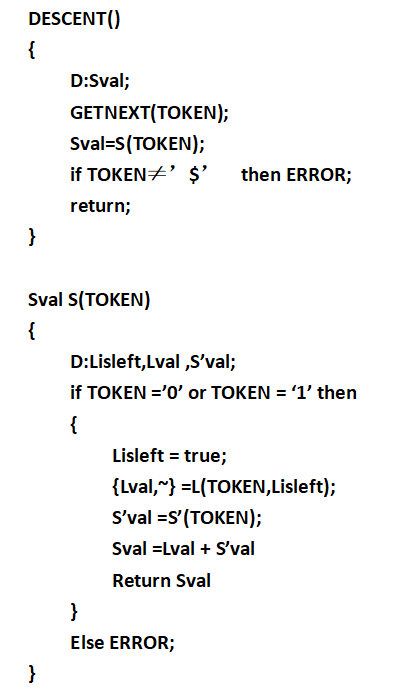 DESCENT()
{
D:Sval;
GETNEXT(TOKEN);
Sval=S(TOKEN);
if TOKEN≠’ $’ then ERROR;
return;
}
Sval S(TOKEN)
{
D:Lisleft,Lval ,S’val;
if TOKEN =’0’ or TOKEN = ‘1’ then
{
Lisleft = true;
{Lval,~} =L(TOKEN,Lisleft);
S’val =S’(TOKEN);
Sval =Lval + S’val
Return Sval
}
Else ERROR;
}